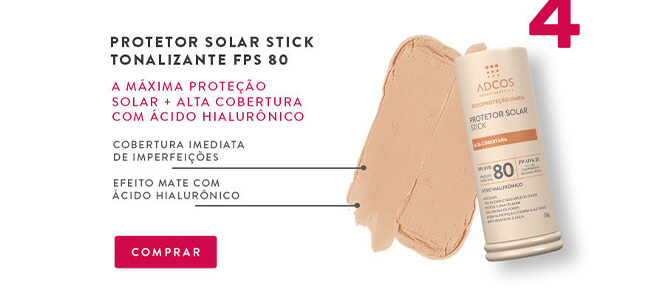 4
PROTETOR SOLAR STICK
TONALIZANTE FPS 80
A MÁXIMA PROTEÇÃO
SOLAR + ALTA COBERTURA
COM ÁCIDO HIALURÔNICO
COBERTURA IMEDIATA
DE IMPERFEIÇÕES
EFEITO MATE COM
ÁCIDO HIALURÔNICO
COMPRAR
ADCOS
FOTOPROTEÇÃO DIÁRIA
PROTETOR SOLAR
STICK
ALTA COBERTURA
80